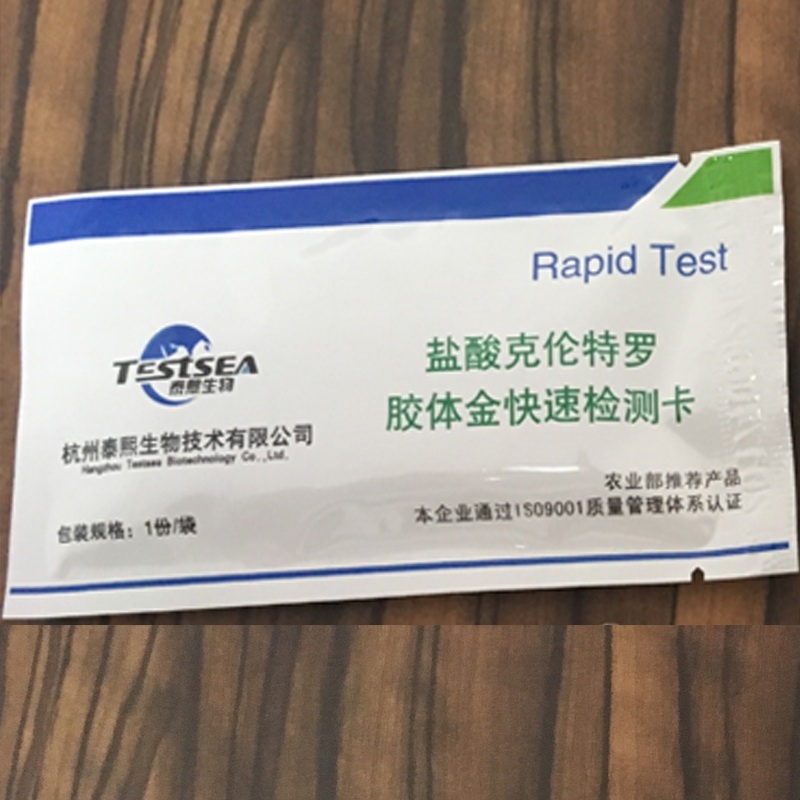 Rapid Test
TESTSEA
泰熙生物
盐酸克伦特罗
胶体金快速检测卡
杭州泰熙生物技术有限公司
Hangzhou Testsea Biotechnology Co.,Ltd.
农业部推荐产品
本企业通过ISO9001质量管理体系认证
包装规格：1份/袋